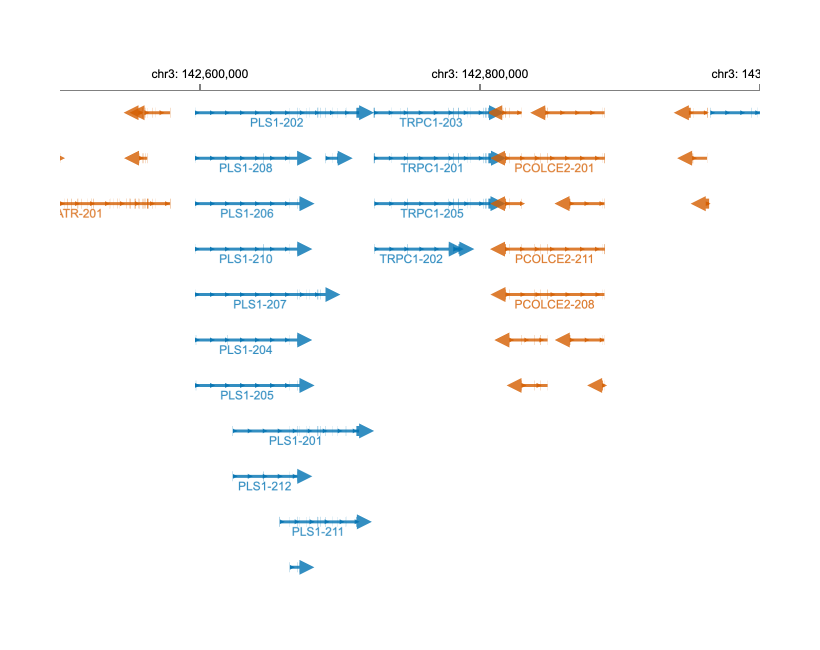 chr3: 142,600,000 chr3: 142,800,000 chr3: 143
PLS1-202 TRPC1-203
PLS1-208 TRPC1-201 PCOLCE2-201
ATR-201 PLS1-206 TRPC1-205
PLS1-210 TRPC1-202 PCOLCE2-211
PLS1-207 PCOLCE2-208
PLS1-204
PLS1-205
PLS1-201
PLS1-212
PLS1-211